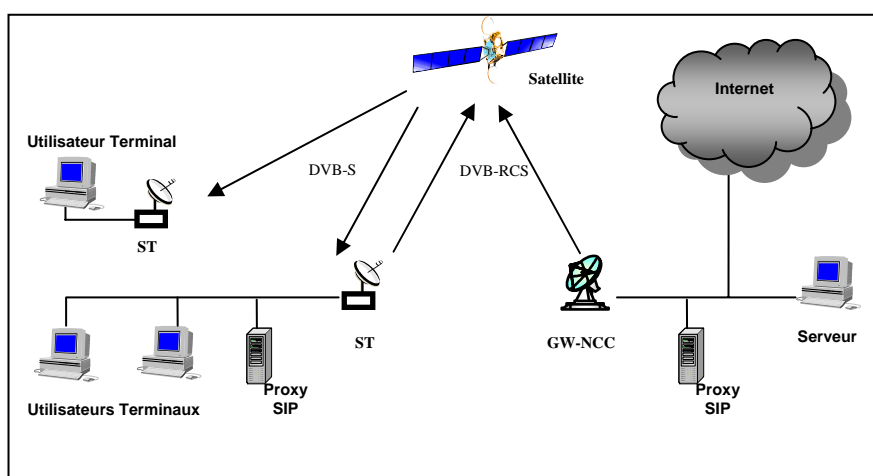 Satellite
Internet
Utilisateur Terminal
DVB-S
DVB-RCS
ST
ST
GW-NCC
Serveur
Proxy
SIP
Utilisateurs Terminaux
Proxy
SIP